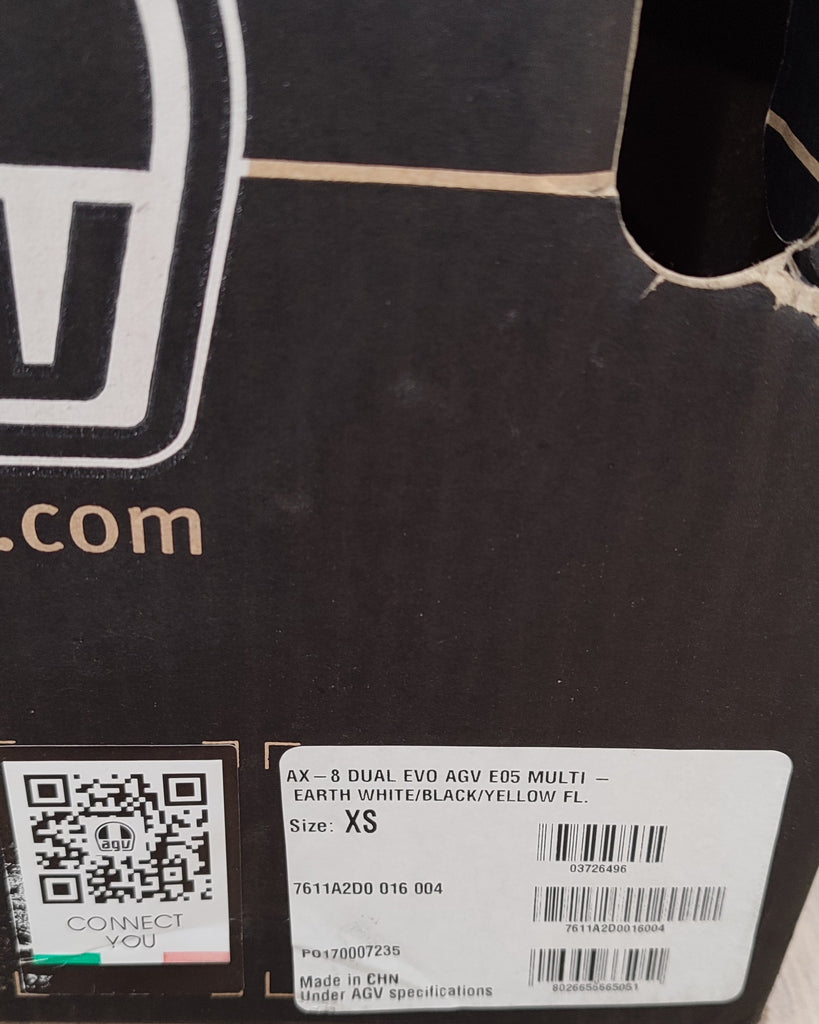 .com
agv
CONNECT
YOU
AX-8 DUAL EVO AGV E05 MULTI -
EARTH WHITE/BLACK/YELLOW FL.
Size: XS
03726496
7611A2D0 016 004
7611A2D0016004
PO170007235
8026655665051
Made in CHN
Under AGV specifications